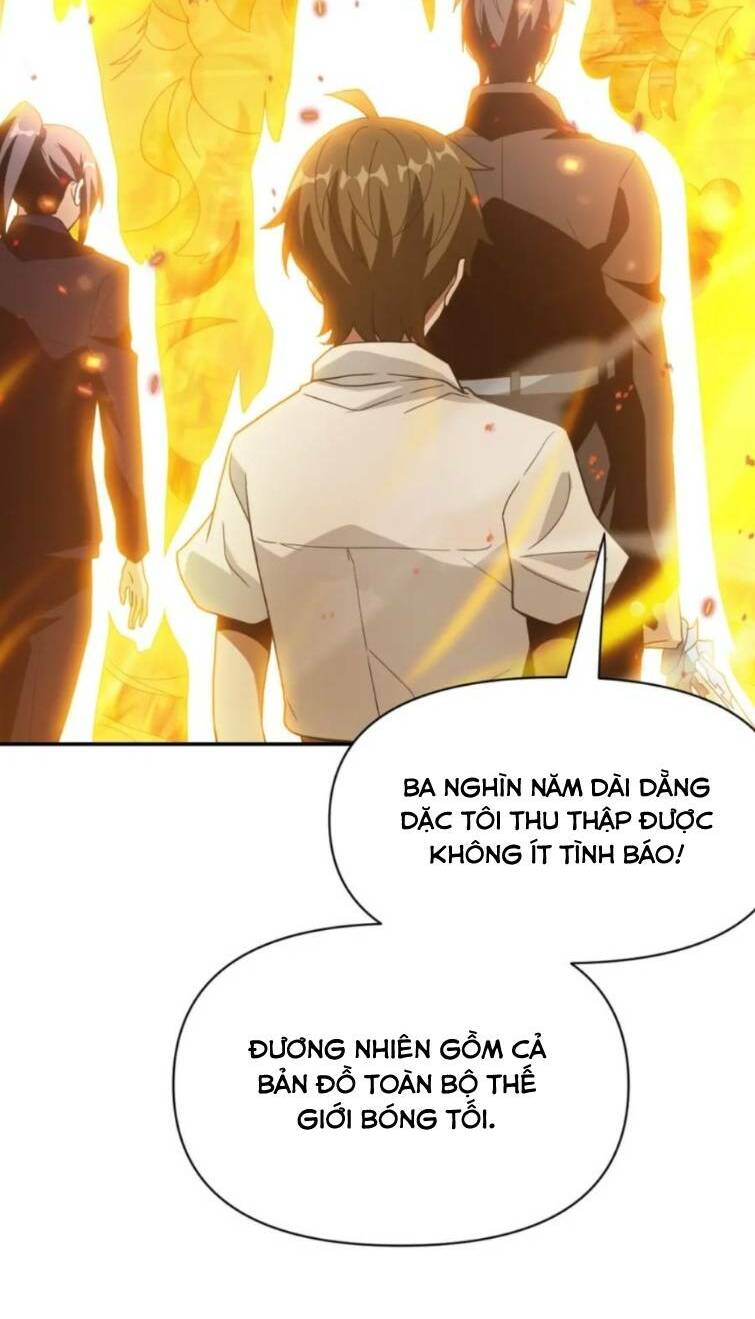 BA NGHÌN NĂM DÀI DẰNG
DẶC TÔI THU THẬP ĐƯỢC
KHÔNG ÍT TÌNH BÁO!
ĐƯƠNG NHIÊN GỒM CẢ
BẢN ĐỒ TOÀN BỘ THẾ
GIỚI BÓNG TỐI.